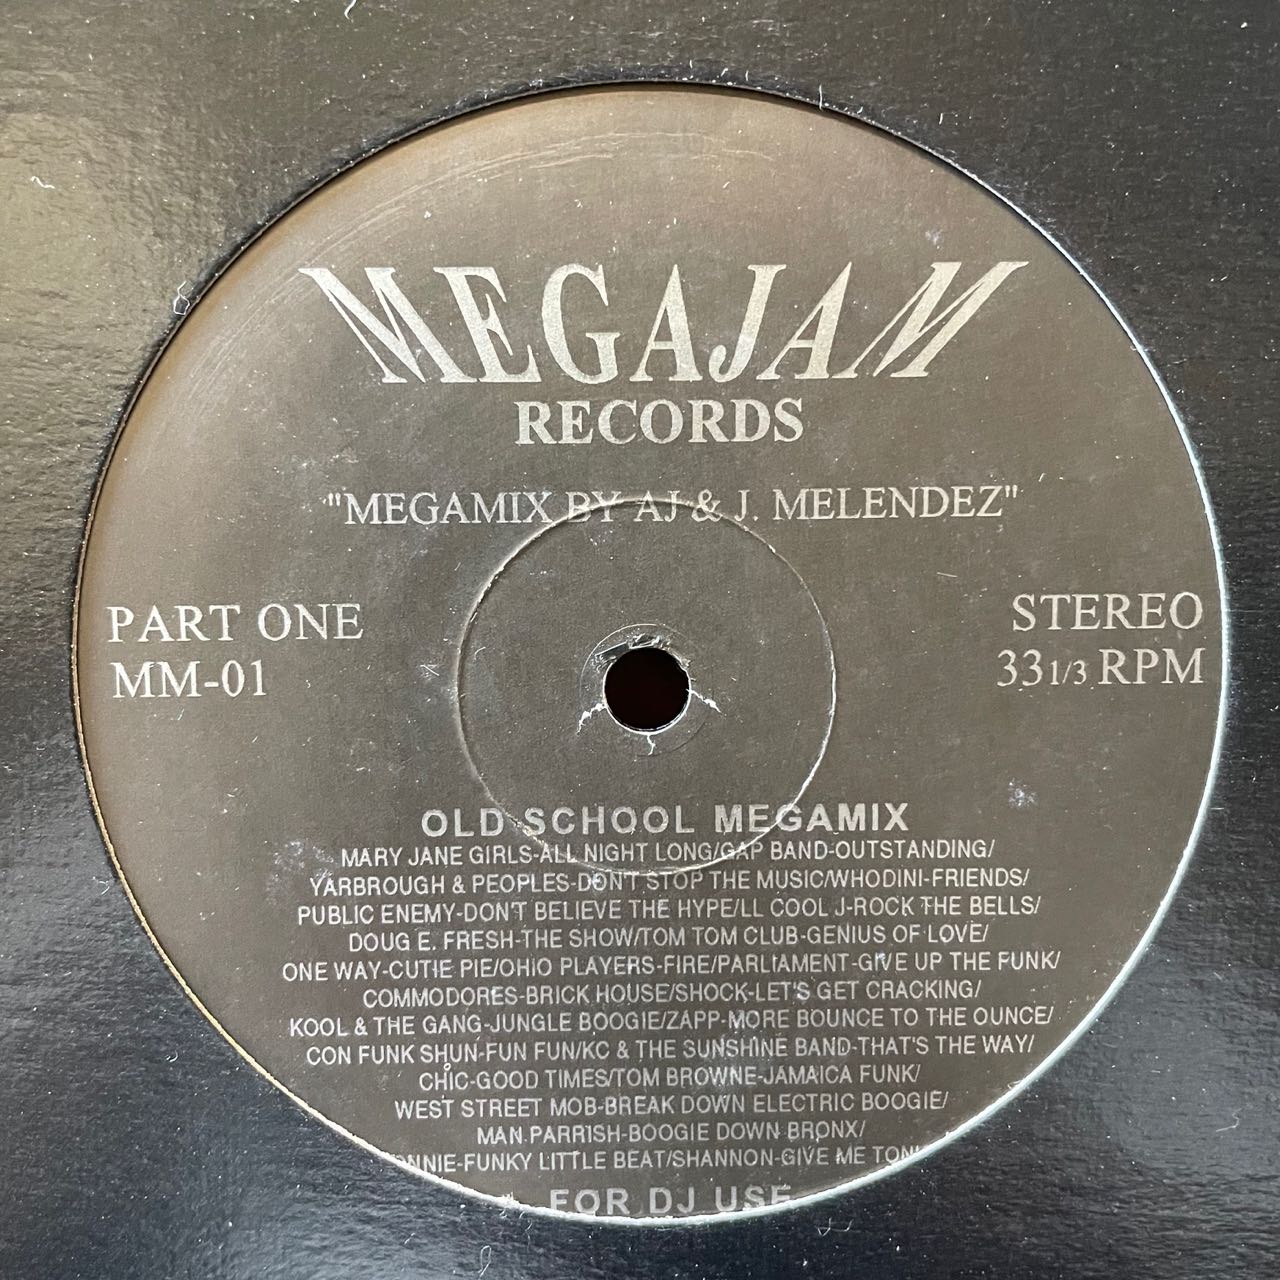 MEGAJAM
RECORDS
"MEGAMIX BY AJ & J. MELENDEZ"
PART ONE
MM-01
STEREO
33 1/3 RPM
OLD SCHOOL MEGAMIX
MARY JANE GIRLS-ALL NIGHT LONG/GAP BAND-OUTSTANDING/
YARBROUGH & PEOPLES-DON'T STOP THE MUSIC/WHODINI-FRIENDS/
PUBLIC ENEMY-DON'T BELIEVE THE HYPE/LL COOL J-ROCK THE BELLS/
DOUG E. FRESH-THE SHOW/TOM TOM CLUB-GENIUS OF LOVE/
ONE WAY-CUTIE PIE/OHIO PLAYERS-FIRE/PARLIAMENT-GIVE UP THE FUNK/
COMMODORES-BRICK HOUSE/SHOCK-LET'S GET CRACKING/
KOOL & THE GANG-JUNGLE BOOGIE/ZAPP-MORE BOUNCE TO THE OUNCE/
CON FUNK SHUN-FUN FUN/KC & THE SUNSHINE BAND-THAT'S THE WAY/
CHIC-GOOD TIMES/TOM BROWNE-JAMAICA FUNK/
WEST STREET MOB-BREAK DOWN ELECTRIC BOOGIE/
MAN PARRISH-BOOGIE DOWN BRONX/
FUNKY LITTLE BEAT/SHANNON-GIVE ME
FOR DJ USE